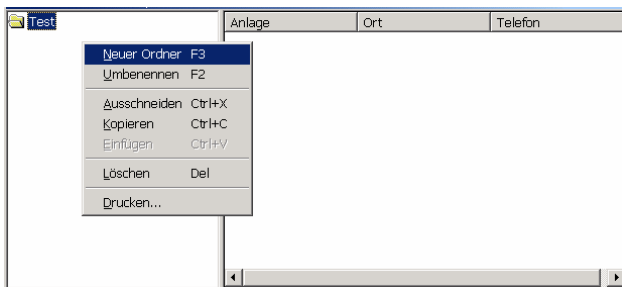 Test
Anlage Ort Telefon
Neuer Ordner F3
Umbenennen F2
Ausschneiden Ctrl+X
Kopieren Ctrl+C
Einfügen Ctrl+V
Löschen Del
Drucken...